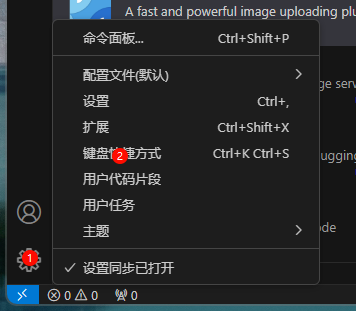 A fast and powerful image uploading plu
命令面板... Ctrl+Shift+P
配置文件(默认)
age serv
设置 Ctrl+,
扩展 Ctrl+Shift+X
键盘快捷方式 Ctrl+K Ctrl+S
2
ugging
用户代码片段
用户任务
主题
ode
1
设置同步已打开
0 0 0